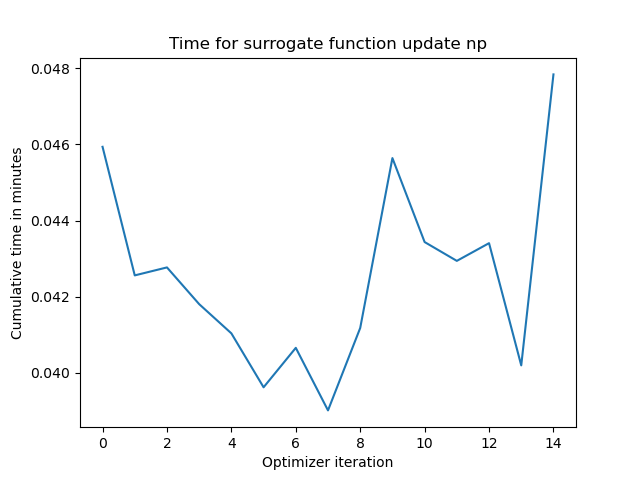 Time for surrogate function update np
Cumulative time in minutes
0.048
0.046
0.044
0.042
0.040
0 2 4 6 8 10 12 14
Optimizer iteration